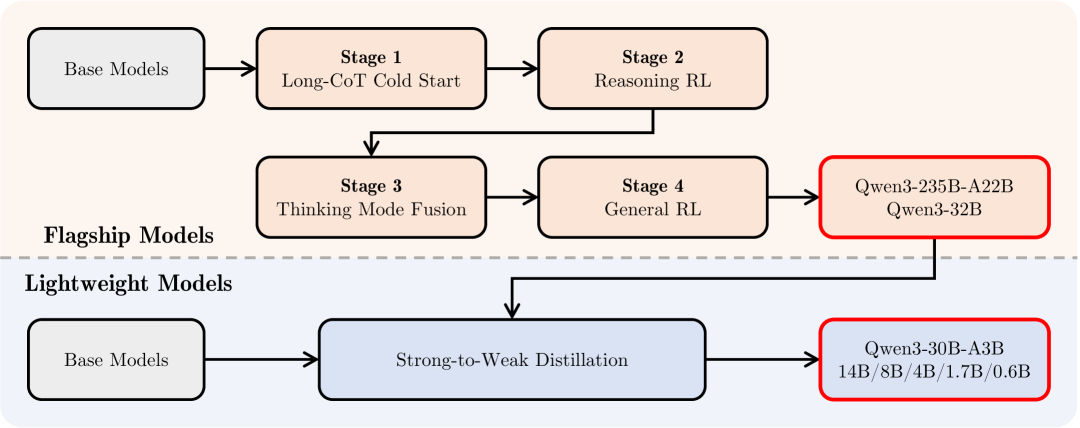 Base Models
Stage 1
Long-CoT Cold Start
Stage 2
Reasoning RL
Stage 3
Thinking Mode Fusion
Stage 4
General RL
Qwen3-235B-A22B
Qwen3-32B
Flagship Models
Lightweight Models
Base Models
Strong-to-Weak Distillation
Qwen3-30B-A3B
14B/8B/4B/1.7B/0.6B